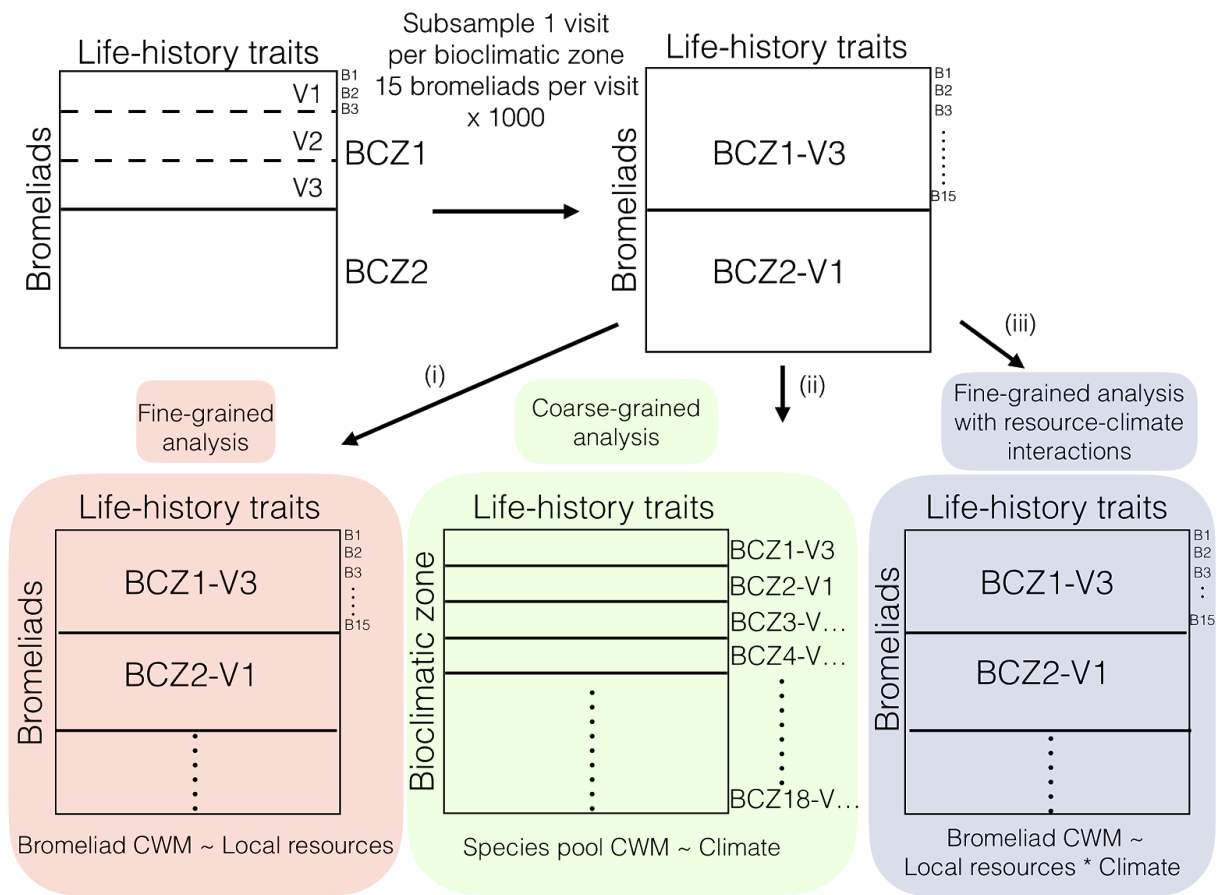 Life-history traits
Bromeliads
V1
V2
V3
B1
B2
B3
BCZ1
BCZ2
Subsample 1 visit
per bioclimatic zone
15 bromeliads per visit
x 1000
Life-history traits
Bromeliads
BCZ1-V3
BCZ2-V1
B1
B2
B3
B15
(i)
(ii)
(iii)
Fine-grained
analysis
Life-history traits
Bromeliads
BCZ1-V3
BCZ2-V1
B1
B2
B3
B15
Bromeliad CWM ~ Local resources
Coarse-grained
analysis
Life-history traits
Bioclimatic zone
BCZ1-V3
BCZ2-V1
BCZ3-V...
BCZ4-V...
BCZ18-V...
Species pool CWM ~ Climate
Fine-grained analysis
with resource-climate
interactions
Life-history traits
Bromeliads
BCZ1-V3
BCZ2-V1
B1
B2
B3
B15
Bromeliad CWM ~
Local resources * Climate